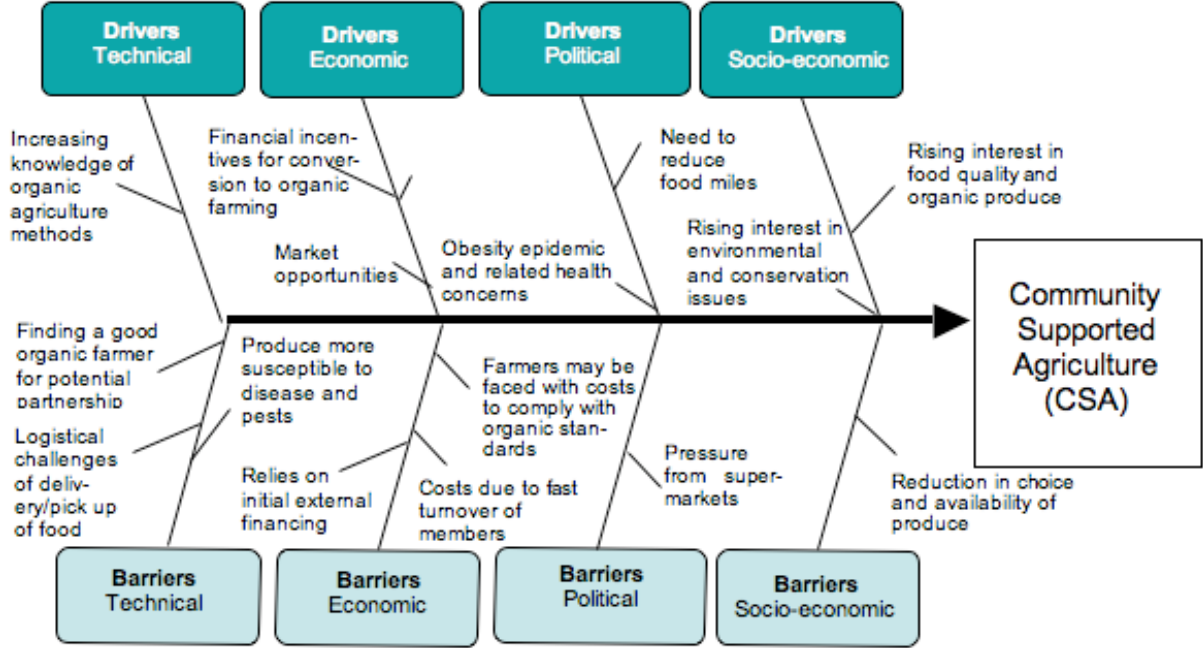 Drivers
Technical
Drivers
Economic
Drivers
Political
Drivers
Socio-economic
Increasing
knowledge of
organic
agriculture
methods
Financial incen-
tives for conver-
sion to organic
farming
Market
opportunities
Need to
reduce
food miles
Obesity epidemic
and related health
concerns
Rising interest in
food quality and
organic produce
Rising interest in
environmental
and conservation
issues
Community
Supported
Agriculture
(CSA)
Finding a good
organic farmer
for potential
partnership
Logistical
challenges
of deliv-
ery/pick up
of food
Produce more
susceptible to
disease and
pests
Relies on
initial external
financing
Farmers may be
faced with costs
to comply with
organic stan-
dards
Costs due to fast
turnover of
members
Pressure
from super-
markets
Reduction in choice
and availability of
produce
Barriers
Technical
Barriers
Economic
Barriers
Political
Barriers
Socio-economic